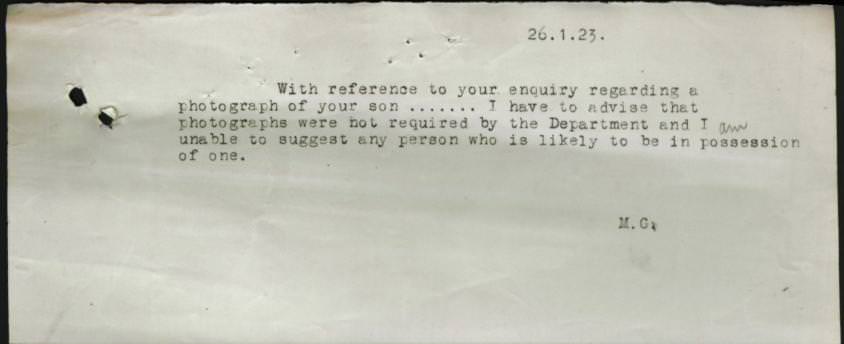 26.1.23.
With reference to your enquiry regarding a
photograph of your son ....... I have to advise that
photographs were not required by the Department and I am
unable to suggest any person who is likely to be in possession
of one.
M.G.